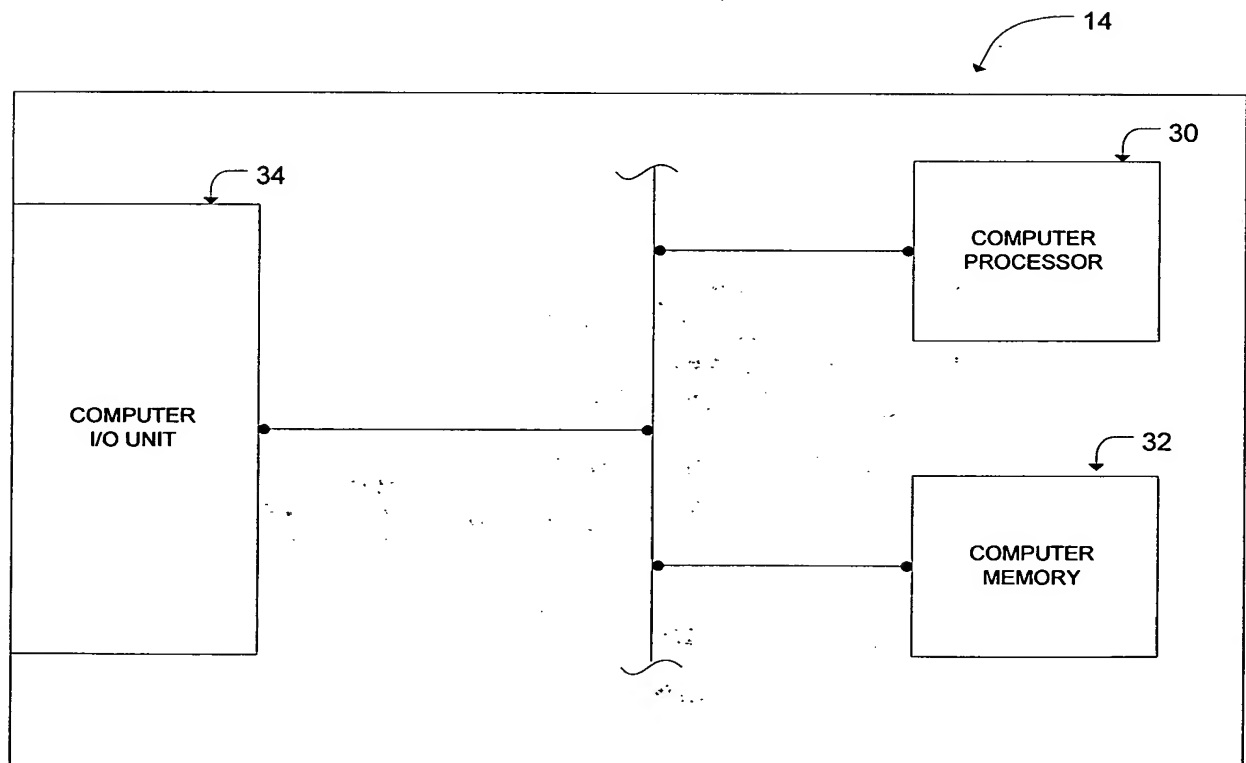 14
30
34
COMPUTER
PROCESSOR
COMPUTER
I/O UNIT
32
COMPUTER
MEMORY